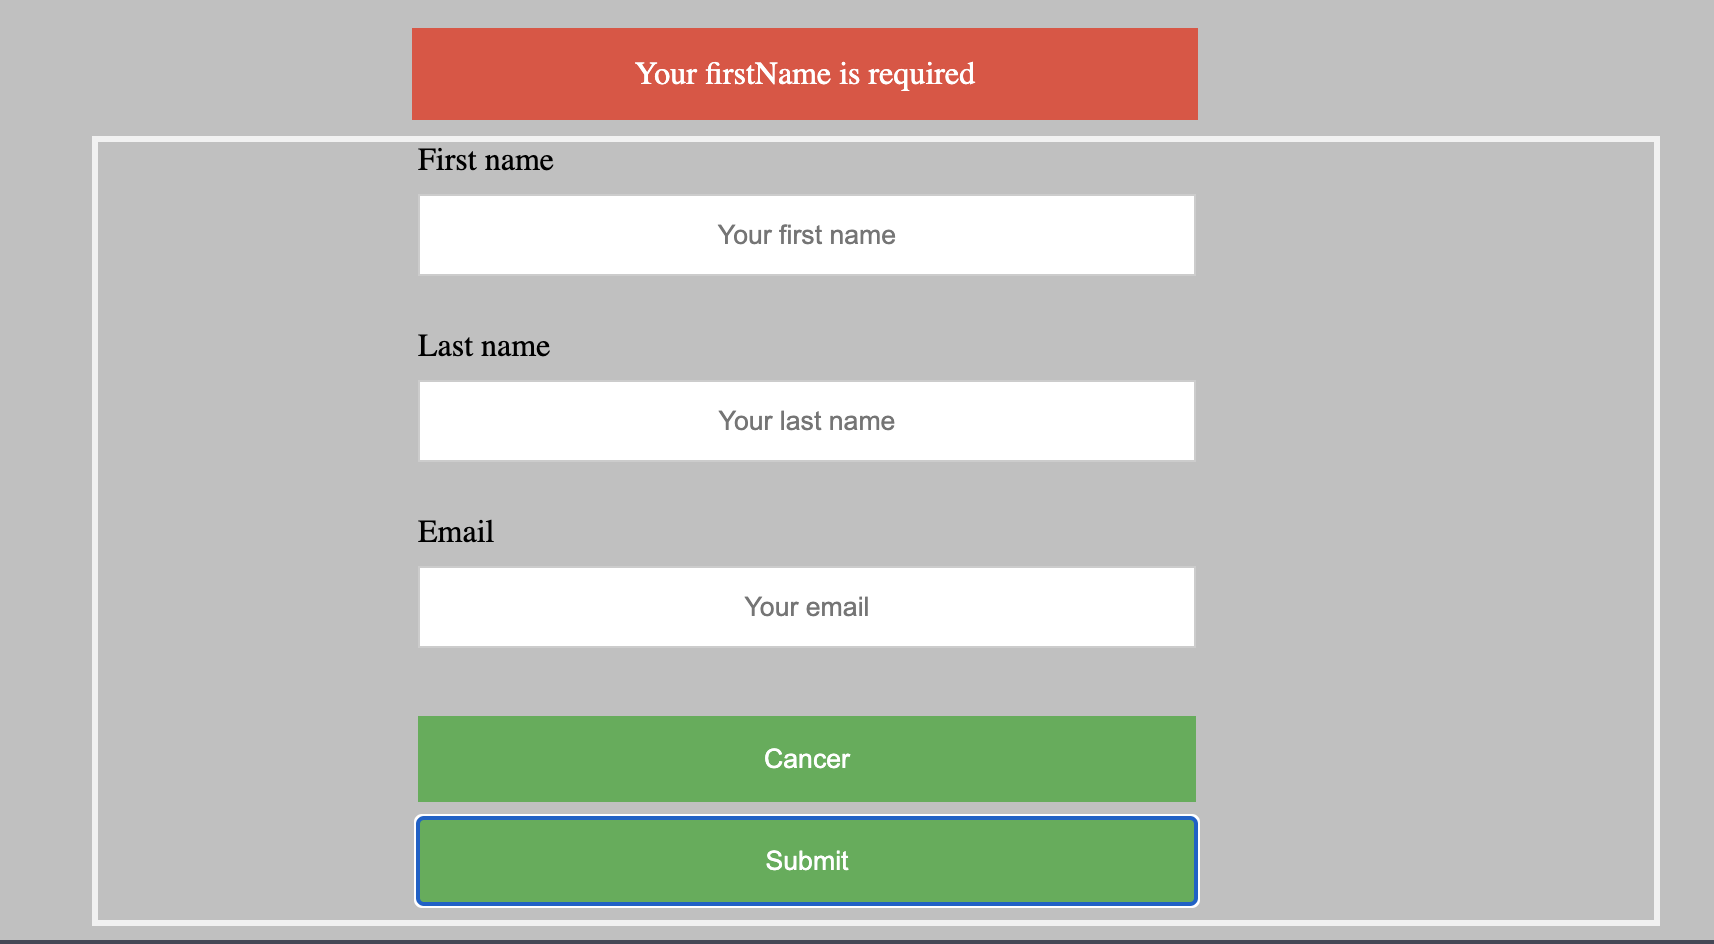 Your firstName is required
First name
Your first name
Last name
Your last name
Email
Your email
Cancer
Submit